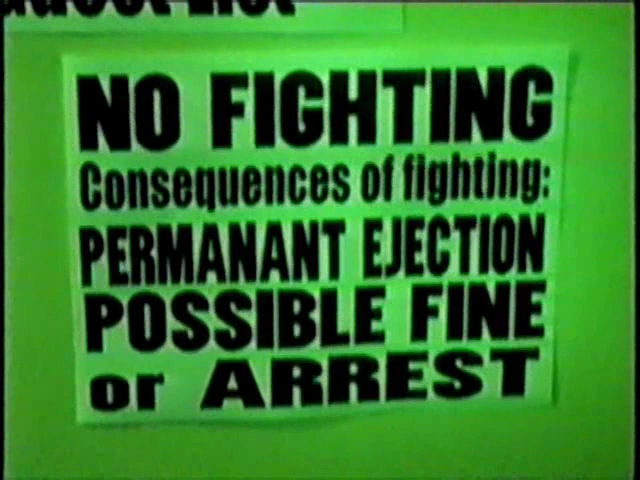 NO FIGHTING
Consequences of fighting:
PERMANANT EJECTION
POSSIBLE FINE
or ARREST